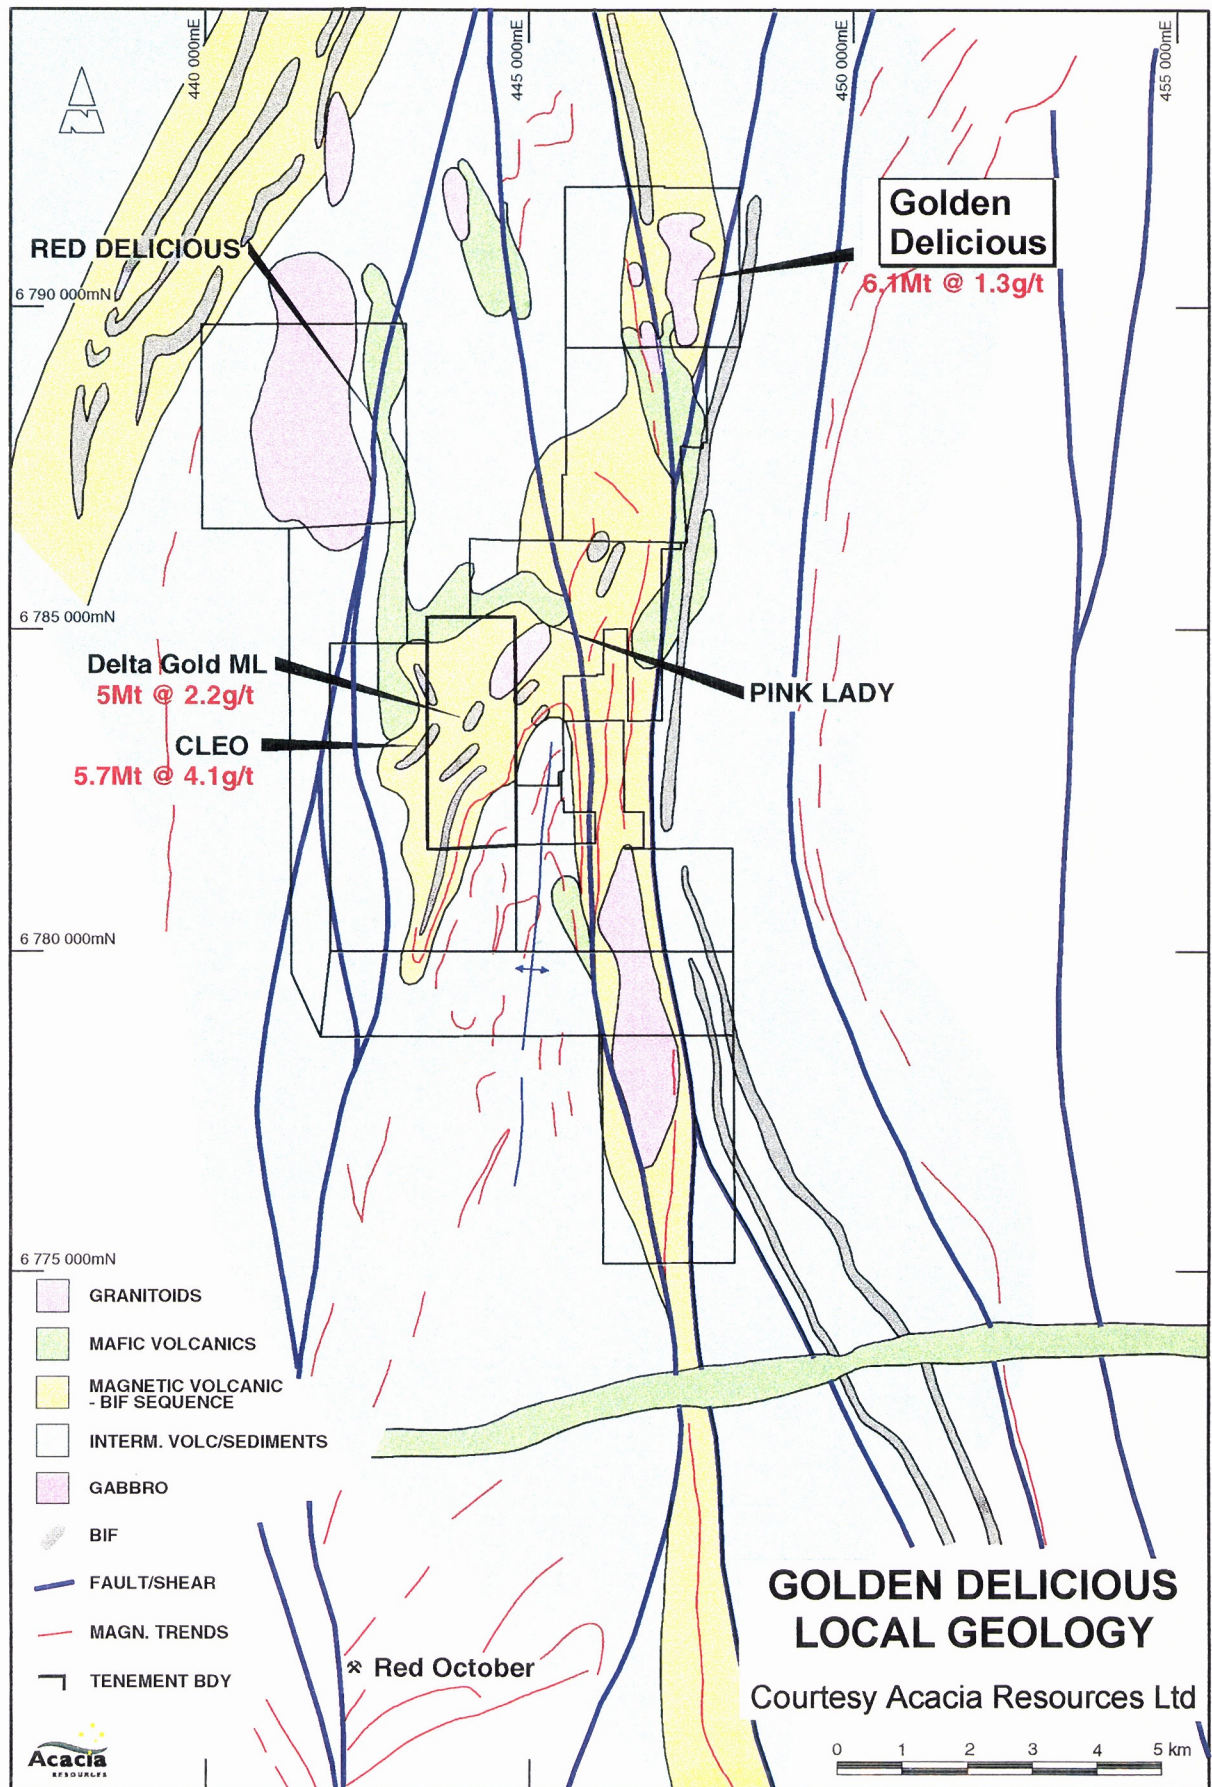 440 000mE
445 000mE
450 000mE
455 000mE
N
Golden
Delicious
6.1Mt @ 1.3g/t
RED DELICIOUS
6 790 000mN
6 785 000mN
Delta Gold ML
5Mt @ 2.2g/t
PINK LADY
CLEO
5.7Mt @ 4.1g/t
6 780 000mN
6 775 000mN
GRANITOIDS
MAFIC VOLCANICS
MAGNETIC VOLCANIC
- BIF SEQUENCE
INTERM. VOLC/SEDIMENTS
GABBRO
BIF
FAULT/SHEAR
MAGN. TRENDS
TENEMENT BDY
Red October
GOLDEN DELICIOUS
LOCAL GEOLOGY
Courtesy Acacia Resources Ltd
0 1 2 3 4 5 km
Acacia
RESOURCES